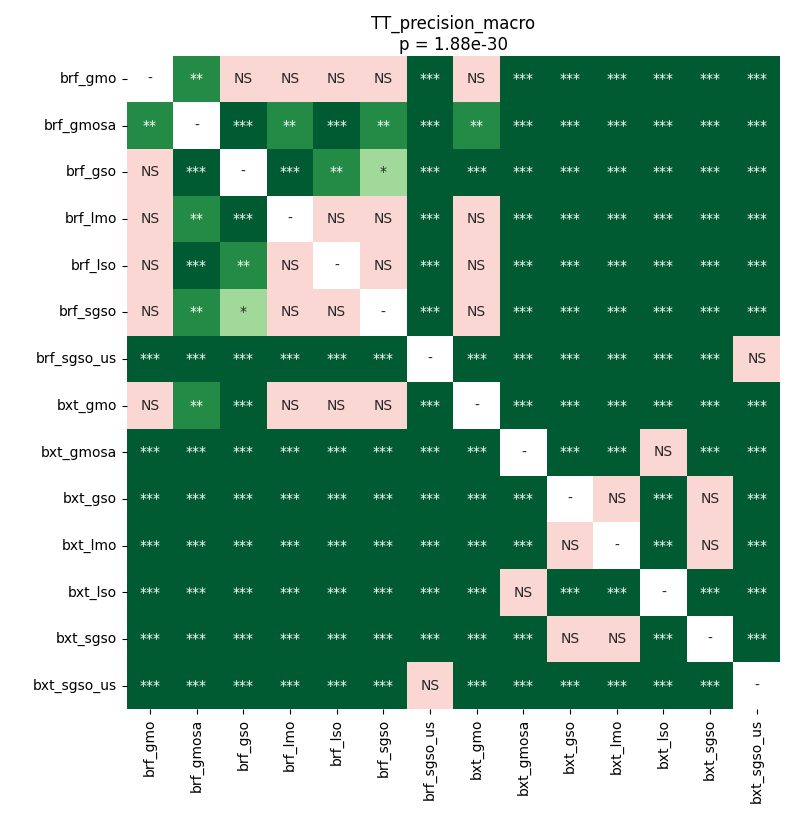 TT_precision_macro
p = 1.88e-30
brf_gmo - ** NS NS NS NS *** NS *** *** *** *** *** ***
brf_gmosa ** - *** ** *** ** *** ** *** *** *** *** *** ***
brf_gso NS *** - *** ** * *** *** *** *** *** *** *** ***
brf_lmo NS ** *** - NS NS *** NS *** *** *** *** *** ***
brf_lso NS *** ** NS - NS *** NS *** *** *** *** *** ***
brf_sgso NS ** * NS NS - *** NS *** *** *** *** *** ***
brf_sgso_us *** *** *** *** *** *** - *** *** *** *** *** *** NS
bxt_gmo NS ** *** NS NS NS *** - *** *** *** *** *** ***
bxt_gmosa *** *** *** *** *** *** *** *** - *** *** NS *** ***
bxt_gso *** *** *** *** *** *** *** *** *** - NS *** NS ***
bxt_lmo *** *** *** *** *** *** *** *** *** NS - *** NS ***
bxt_lso *** *** *** *** *** *** *** *** NS *** *** - *** ***
bxt_sgso *** *** *** *** *** *** *** *** *** NS NS *** - ***
bxt_sgso_us *** *** *** *** *** *** NS *** *** *** *** *** *** -
brf_gmo brf_gmosa brf_gso brf_lmo brf_lso brf_sgso brf_sgso_us bxt_gmo bxt_gmosa bxt_gso bxt_lmo bxt_lso bxt_sgso bxt_sgso_us